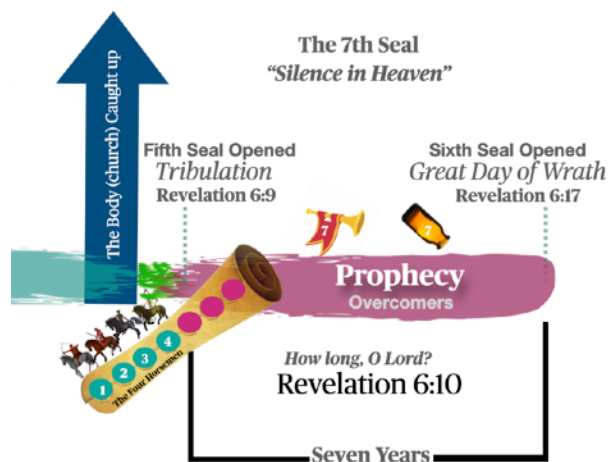 The 7th Seal
"Silence in Heaven"
The Body (church) Caught up
Fifth Seal Opened
Tribulation
Revelation 6:9
Sixth Seal Opened
Great Day of Wrath
Revelation 6:17
7
7
Prophecy
Overcomers
1 2 3 4
The Four Horsemen
How long, O Lord?
Revelation 6:10
Seven Years